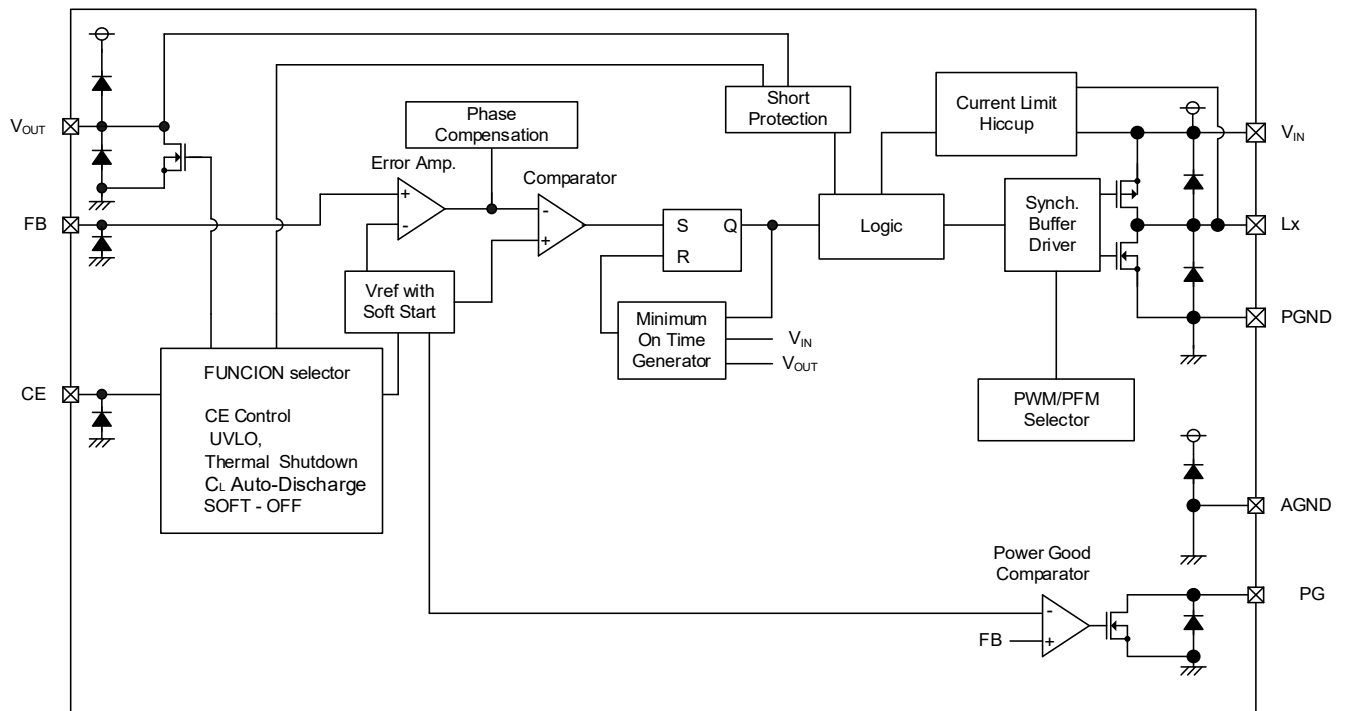 Short
Protection
Current Limit
Hiccup
Phase
Compensation
VOUT
VIN
Error Amp.
Comparator
+
-
-
+
FB
S Q
R
Logic
Synch.
Buffer
Driver
Lx
Vref with
Soft Start
Minimum
On Time
Generator
VIN
VOUT
PGND
CE
FUNCION selector
CE Control
UVLO,
Thermal Shutdown
CL Auto-Discharge
SOFT - OFF
PWM/PFM
Selector
AGND
Power Good
Comparator
PG
-
FB +